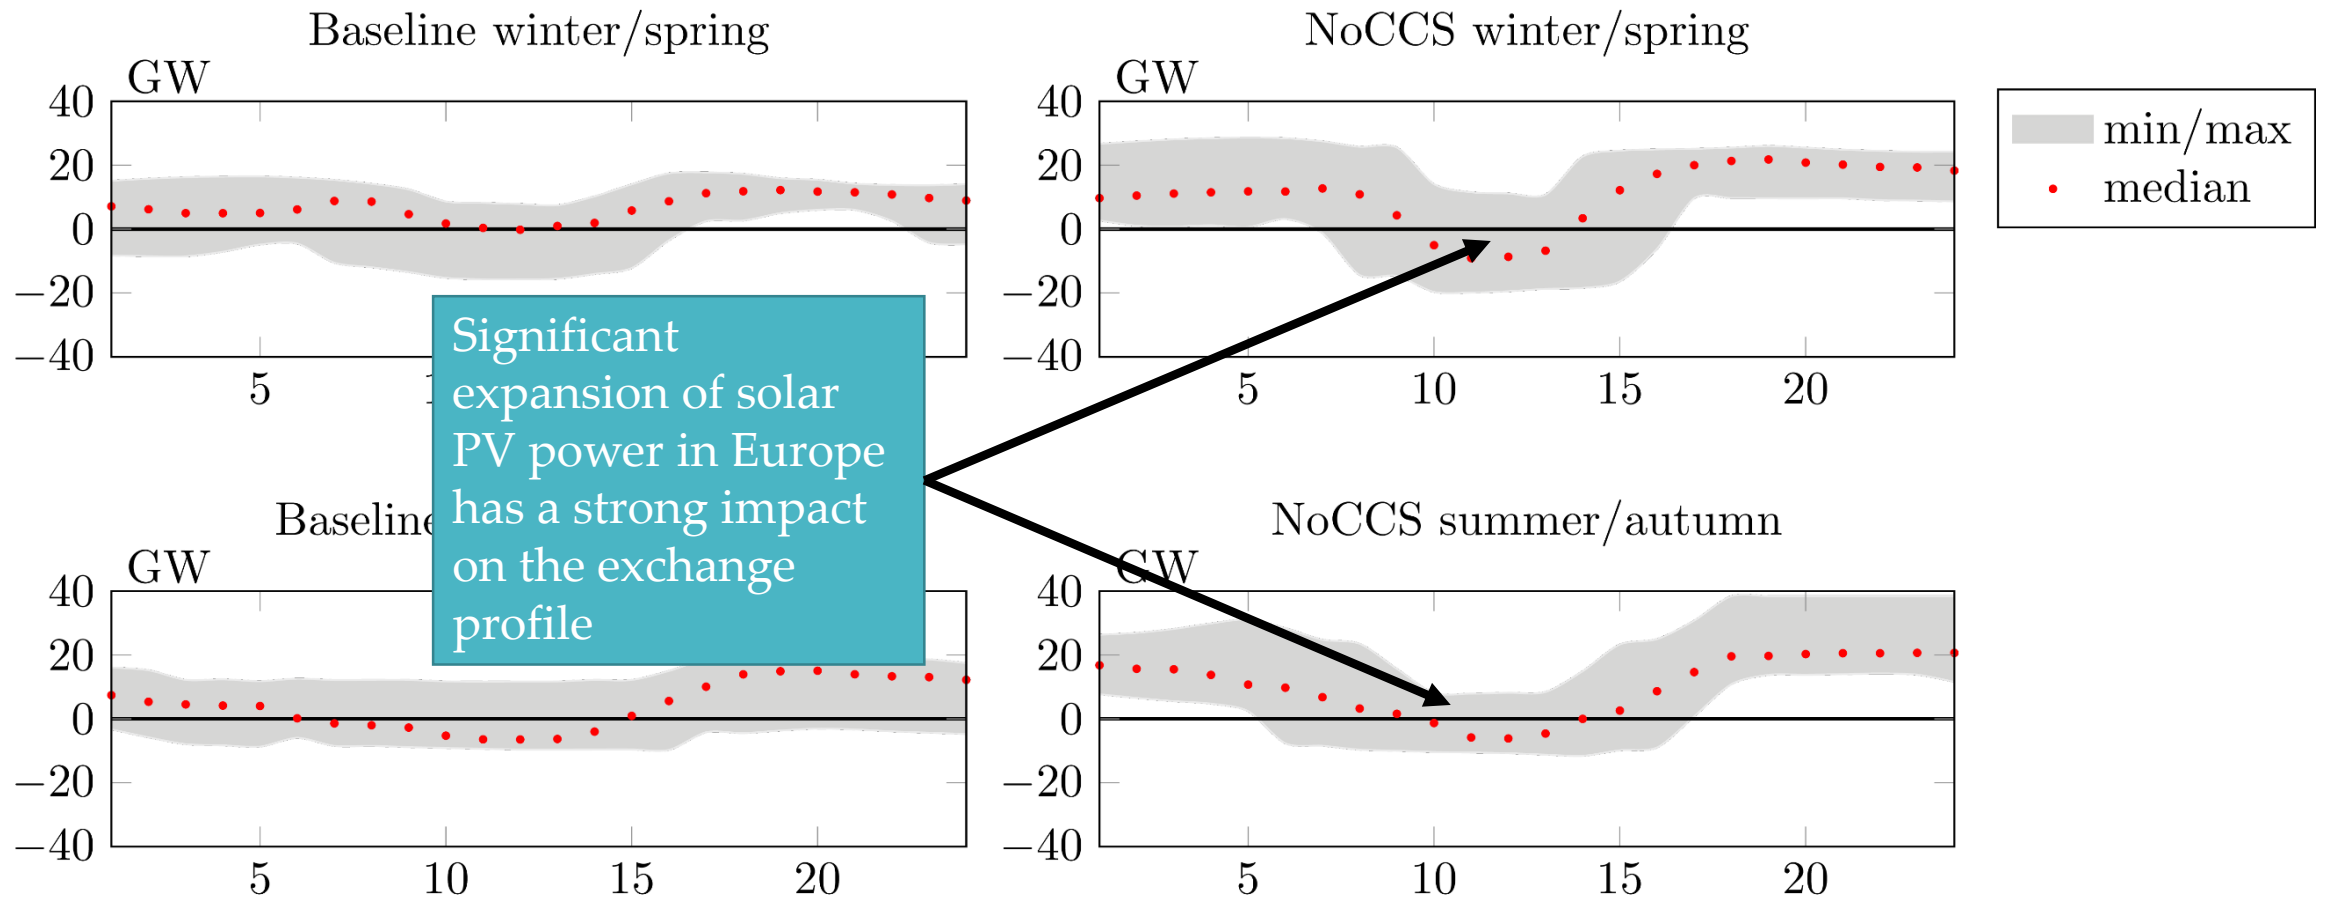 Baseline winter/spring
GW
40
20
0
−20
−40
5
NoCCS winter/spring
GW
40
20
0
−20
−40
5 10 15 20
min/max
median
Significant
expansion of solar
PV power in Europe
has a strong impact
on the exchange
profile
Baseline
GW
40
20
0
−20
−40
5 10 15 20
NoCCS summer/autumn
GW
40
20
0
−20
−40
5 10 15 20